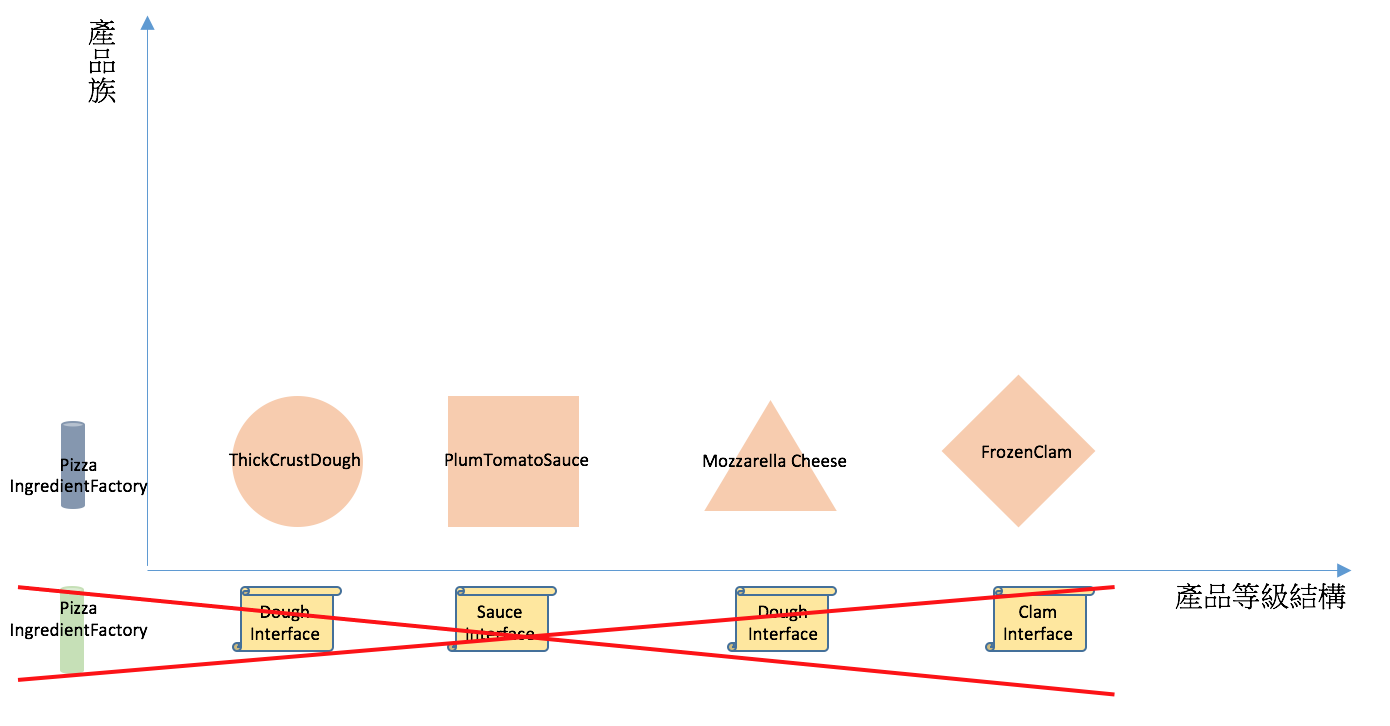 產
品
族
Pizza
IngredientFactory
ThickCrustDough
PlumTomatoSauce
Mozzarella Cheese
FrozenClam
產品等級結構
Pizza
IngredientFactory
Dough
Interface
Sauce
Interface
Dough
Interface
Clam
Interface